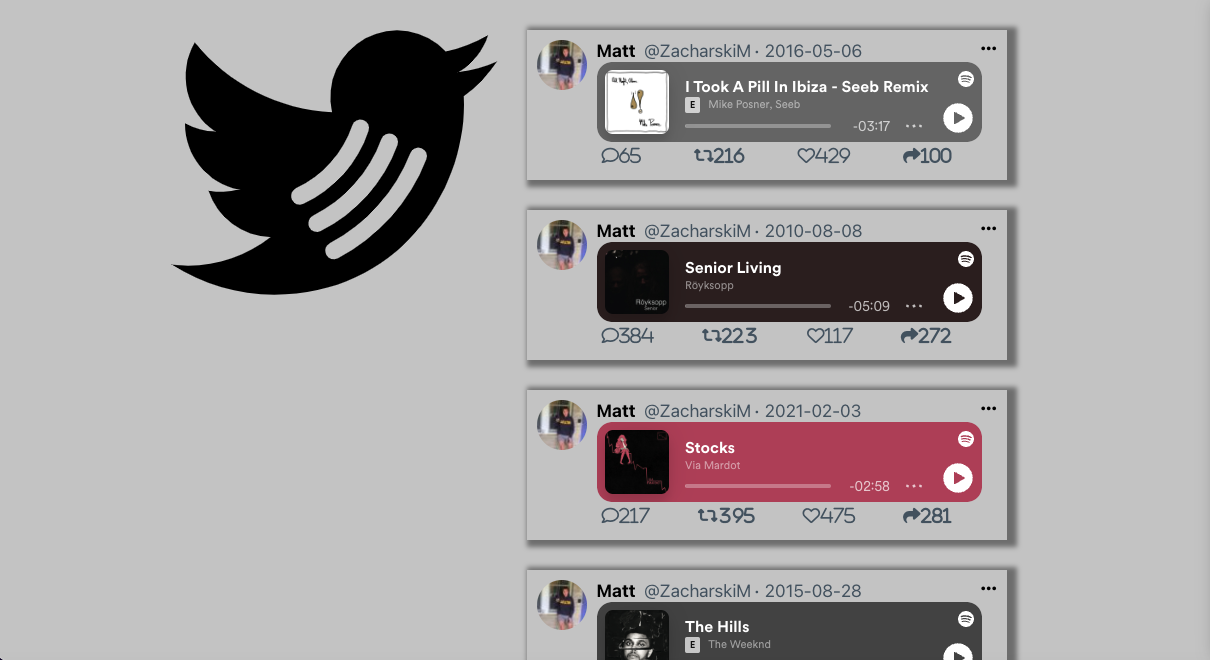 Matt @ZacharskiM · 2016-05-06
I Took A Pill In Ibiza - Seeb Remix
E Mike Posner, Seeb
-03:17
65 216 429 100
Matt @ZacharskiM · 2010-08-08
Senior Living
Röyksopp
Röyksopp
Senior
-05:09
384 223 117 272
Matt @ZacharskiM · 2021-02-03
Stocks
Via Mardot
-02:58
217 395 475 281
Matt @ZacharskiM · 2015-08-28
The Hills
E The Weeknd